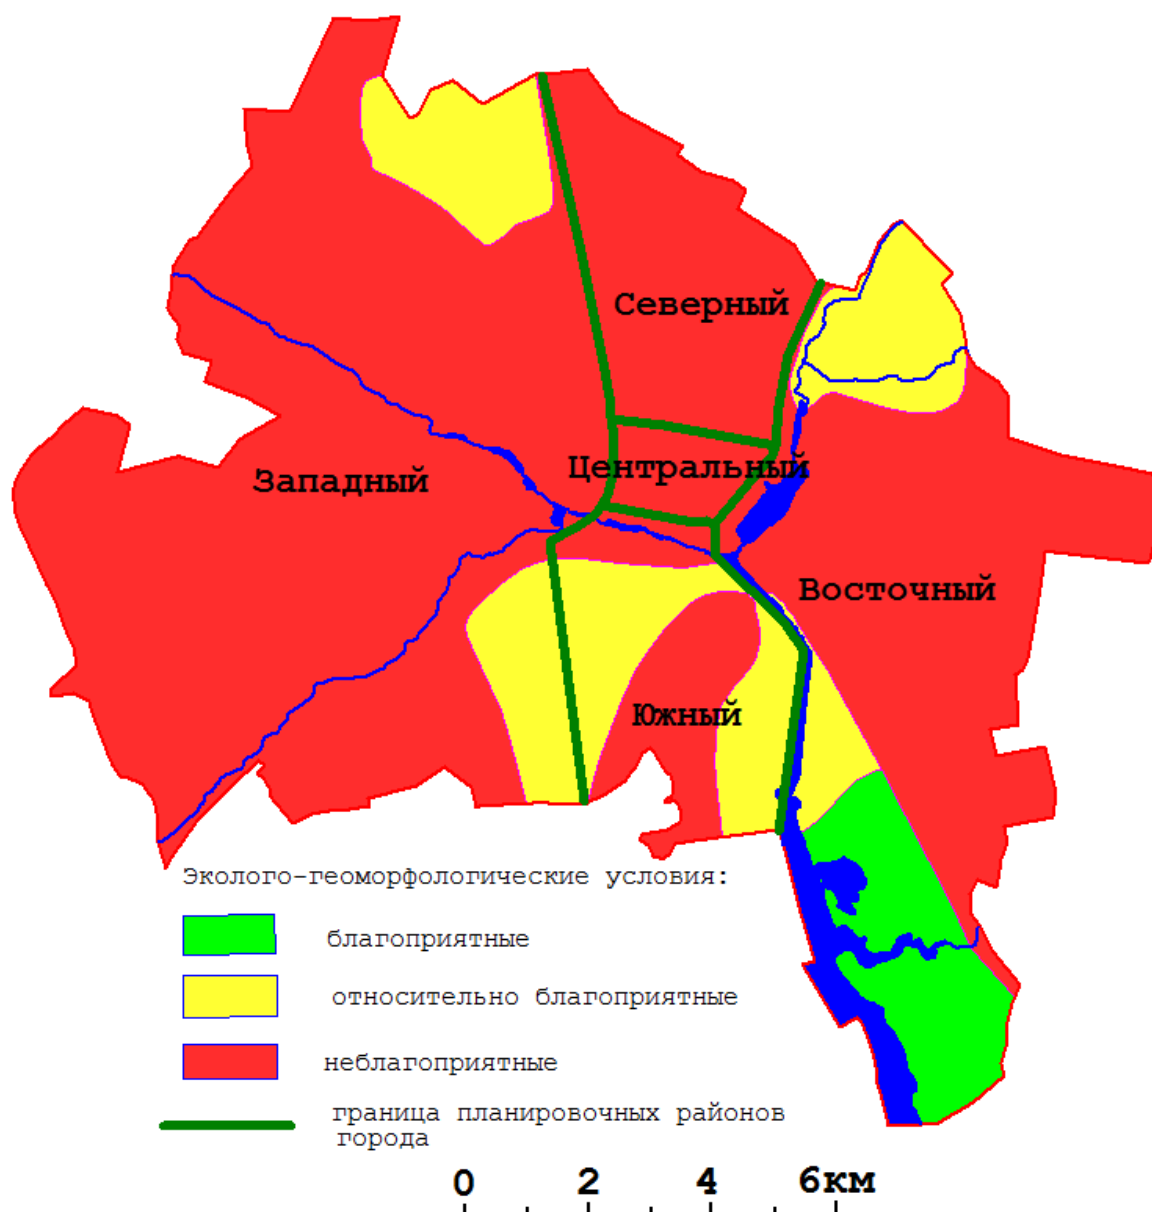 Северный
Центральный
Западный
Восточный
Южный
Эколого-геоморфологические условия:
благоприятные
относительно благоприятные
неблагоприятные
граница планировочных районов
города
0 2 4 6км